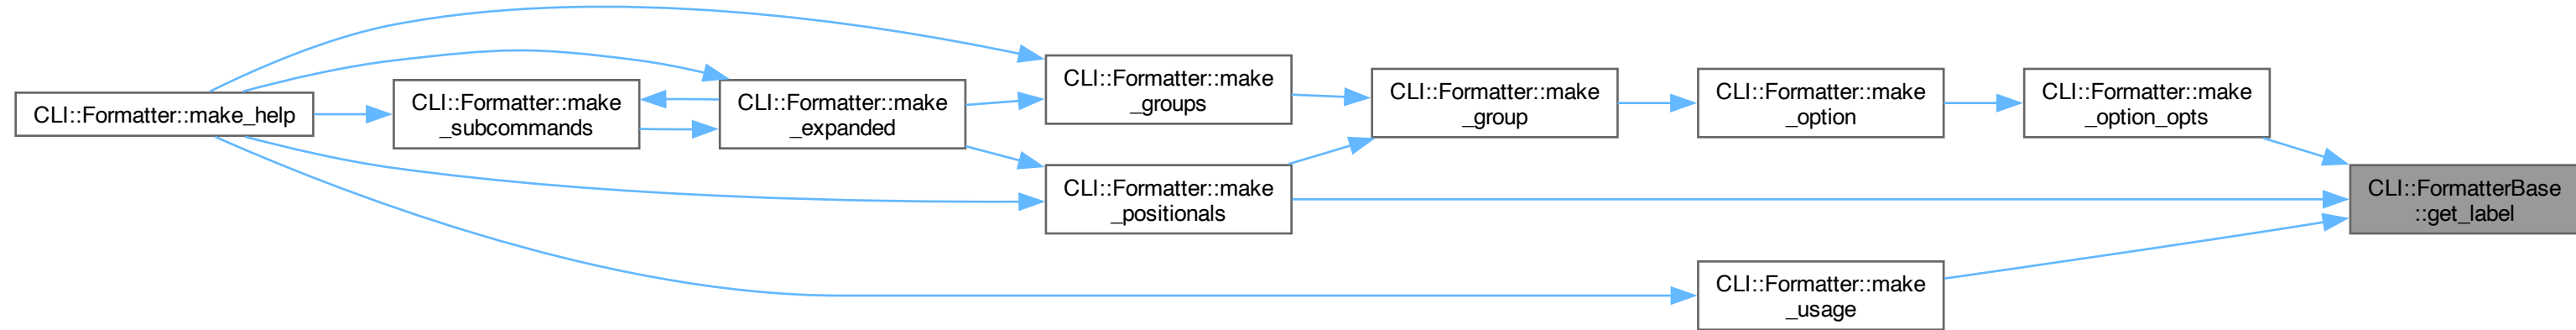 CLI::Formatter::make_help
CLI::Formatter::make
_subcommands
CLI::Formatter::make
_expanded
CLI::Formatter::make
_groups
CLI::Formatter::make
_positionals
CLI::Formatter::make
_group
CLI::Formatter::make
_option
CLI::Formatter::make
_usage
CLI::Formatter::make
_option_opts
CLI::FormatterBase
::get_label